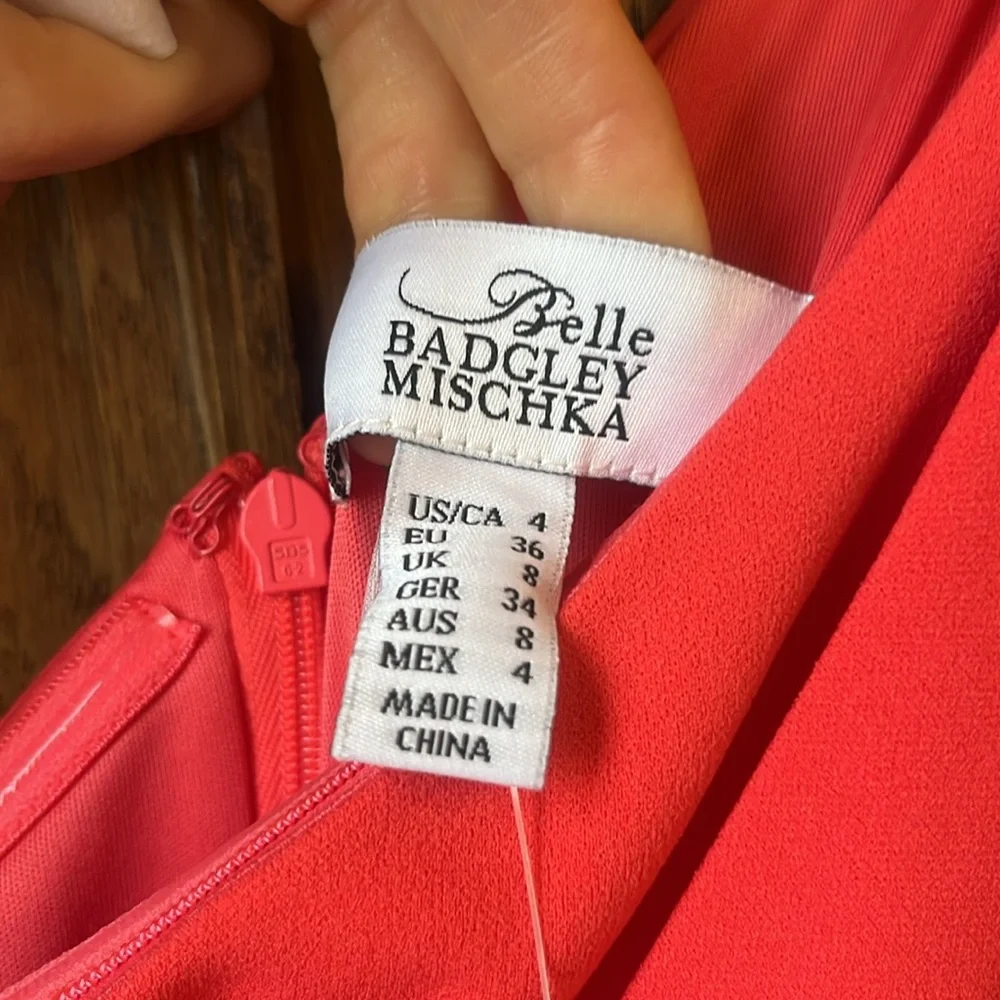 Belle
BADGLEY
MISCHKA
US/CA 4
EU 36
UK 8
GER 34
AUS 8
MEX 4
MADE IN
CHINA
SBS